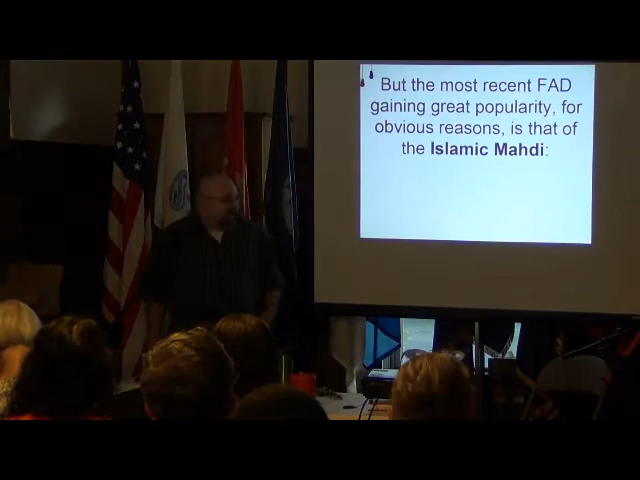 But the most recent FAD
gaining great popularity, for
obvious reasons, is that of
the Islamic Mahdi: